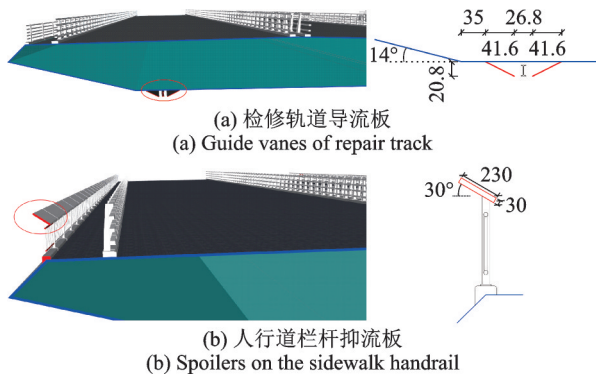 35 26.8
41.6 41.6
14°
20.8
(a) 检修轨道导流板
(a) Guide vanes of repair track
230
30°
30
(b) 人行道栏杆抑流板
(b) Spoilers on the sidewalk handrail